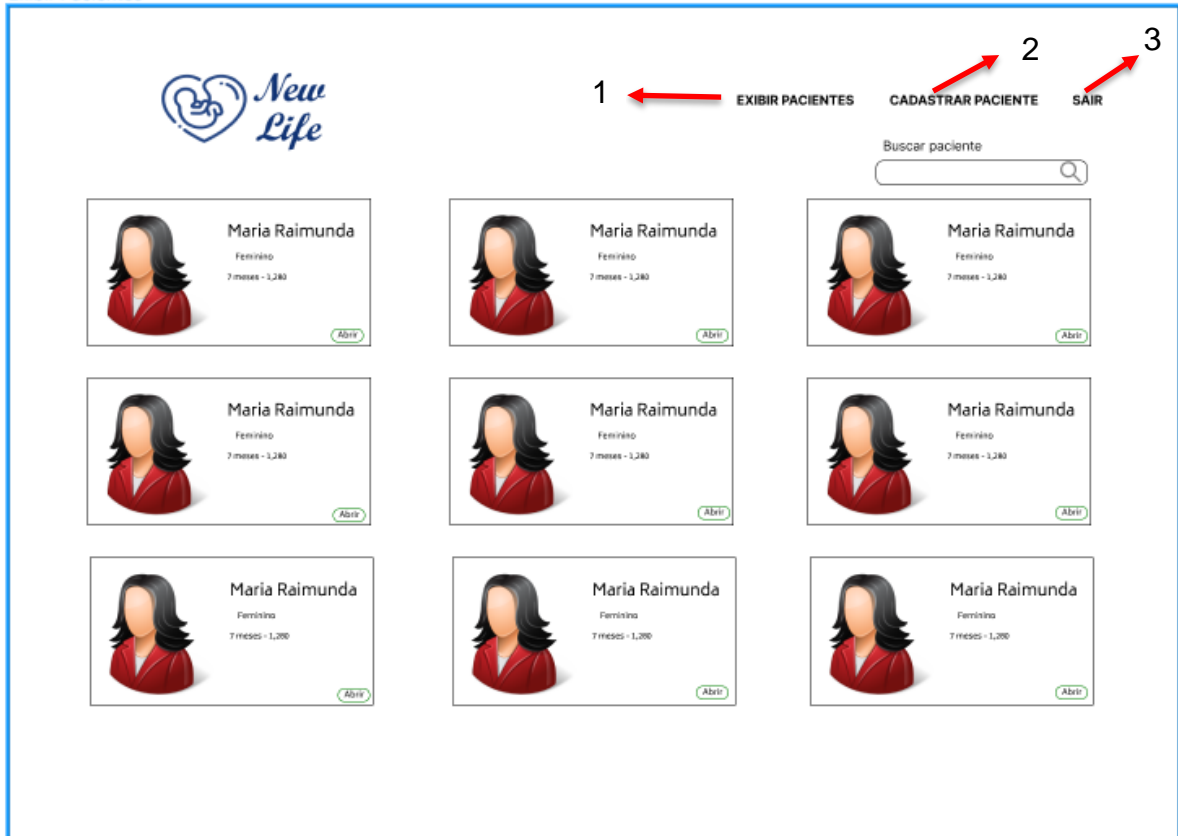 New
Life
1
2
3
EXIBIR PACIENTES
CADASTRAR PACIENTE
SAIR
Buscar paciente
Maria Raimunda
Feminino
7 meses - 1,280
Abrir
Maria Raimunda
Feminino
7 meses - 1,280
Abrir
Maria Raimunda
Feminino
7 meses - 1,280
Abrir
Maria Raimunda
Feminino
7 meses - 1,280
Abrir
Maria Raimunda
Feminino
7 meses - 1,280
Abrir
Maria Raimunda
Feminino
7 meses - 1,280
Abrir
Maria Raimunda
Feminino
7 meses - 1,280
Abrir
Maria Raimunda
Feminino
7 meses - 1,280
Abrir
Maria Raimunda
Feminino
7 meses - 1,280
Abrir